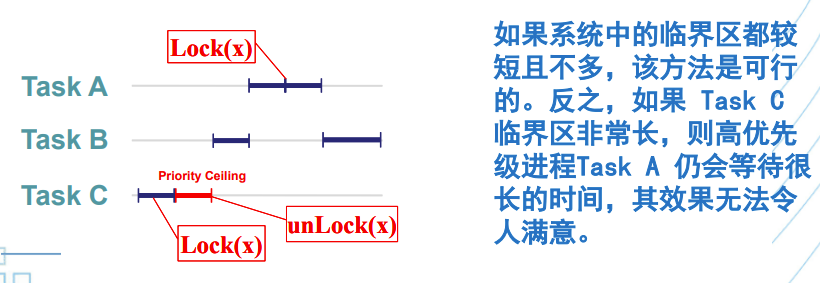 Lock(x)
Task A
Task B
Priority Ceiling
Task C
unLock(x)
Lock(x)
如果系统中的临界区都较
短且不多，该方法是可行
的。反之，如果 Task C
临界区非常长，则高优先
级进程Task A 仍会等待很
长的时间，其效果无法令
人满意。